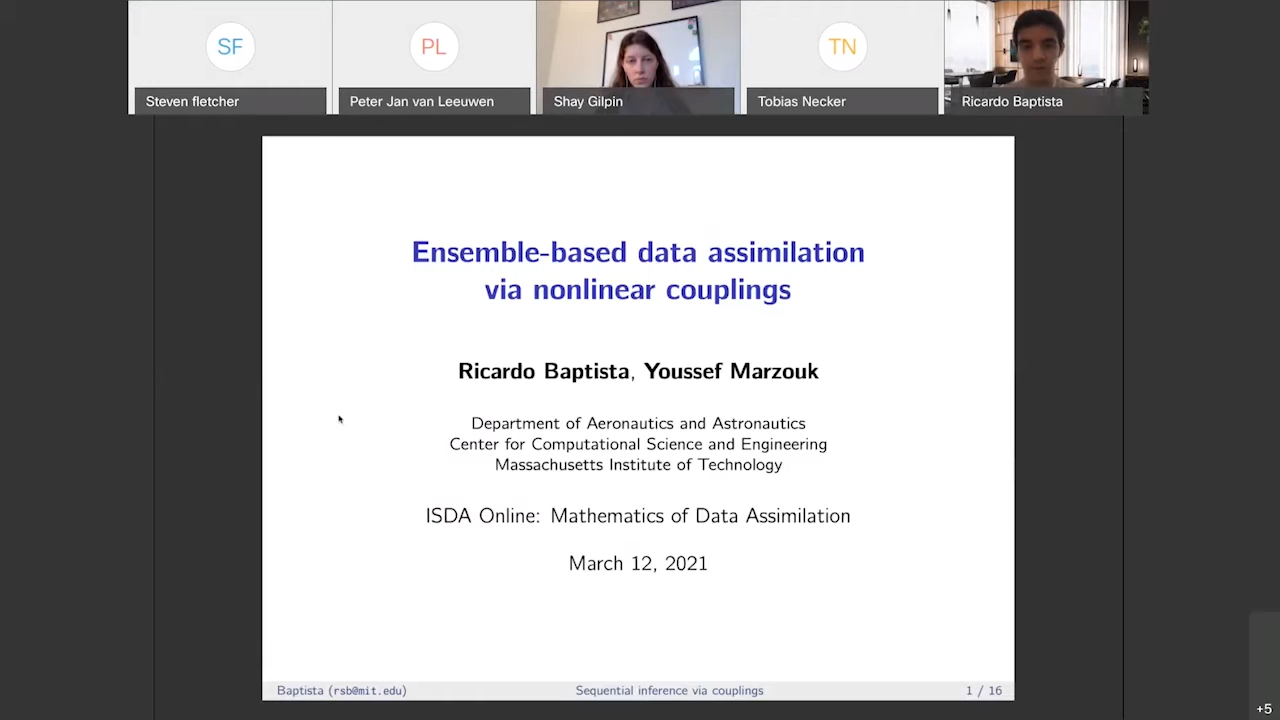 SF
PL
TN
Steven fletcher
Peter Jan van Leeuwen
Shay Gilpin
Tobias Necker
Ricardo Baptista
Ensemble-based data assimilation
via nonlinear couplings
Ricardo Baptista, Youssef Marzouk
Department of Aeronautics and Astronautics
Center for Computational Science and Engineering
Massachusetts Institute of Technology
ISDA Online: Mathematics of Data Assimilation
March 12, 2021
Baptista (rsb@mit.edu)
Sequential inference via couplings
1 / 16
+5